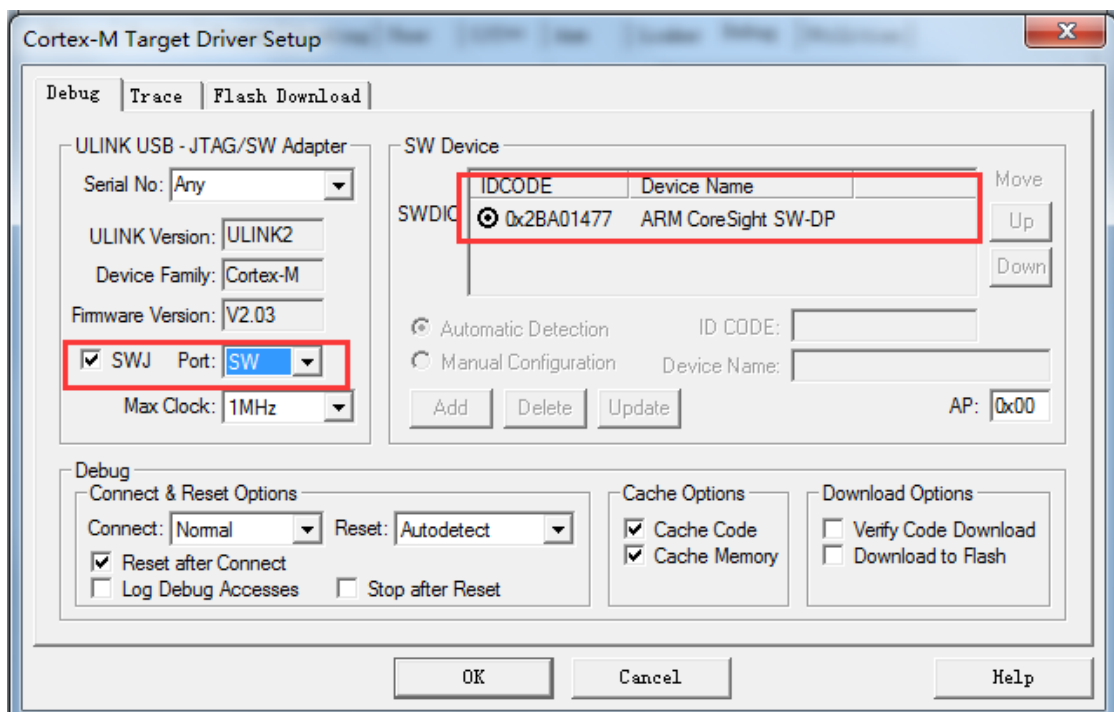 Cortex-M Target Driver Setup
Debug Trace Flash Download
ULINK USB - JTAG/SW Adapter
Serial No: Any
ULINK Version: ULINK2
Device Family: Cortex-M
Firmware Version: V2.03
SWJ Port: SW
Max Clock: 1MHz
SW Device
IDCODE Device Name
SWDIO 0x2BA01477 ARM CoreSight SW-DP
Move
Up
Down
Automatic Detection ID CODE:
Manual Configuration Device Name:
Add Delete Update AP: 0x00
Debug
Connect & Reset Options
Connect: Normal Reset: Autodetect
Reset after Connect
Log Debug Accesses Stop after Reset
Cache Options
Cache Code
Cache Memory
Download Options
Verify Code Download
Download to Flash
OK Cancel Help